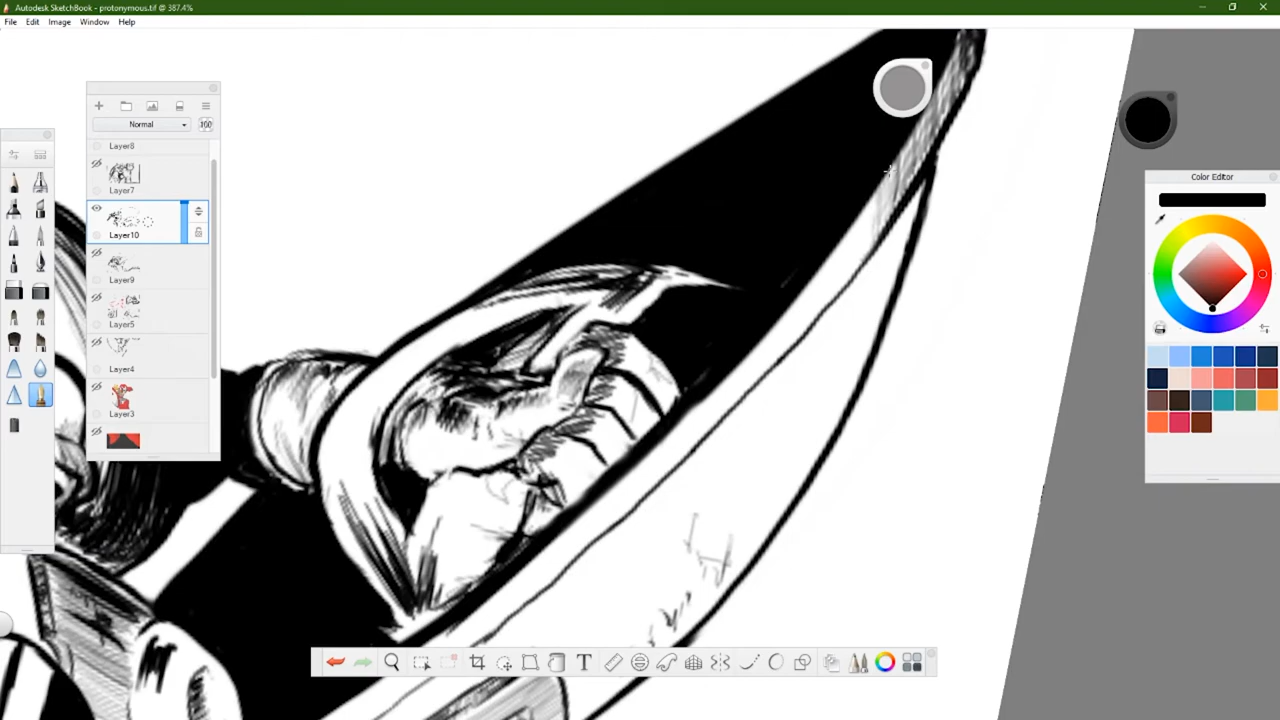 Autodesk SketchBook - protonymous.tif @ 387.4%
File Edit Image Window Help
Normal 100
Layer8
Layer7
Layer10
Layer9
Layer5
Layer4
Layer3
T
Color Editor